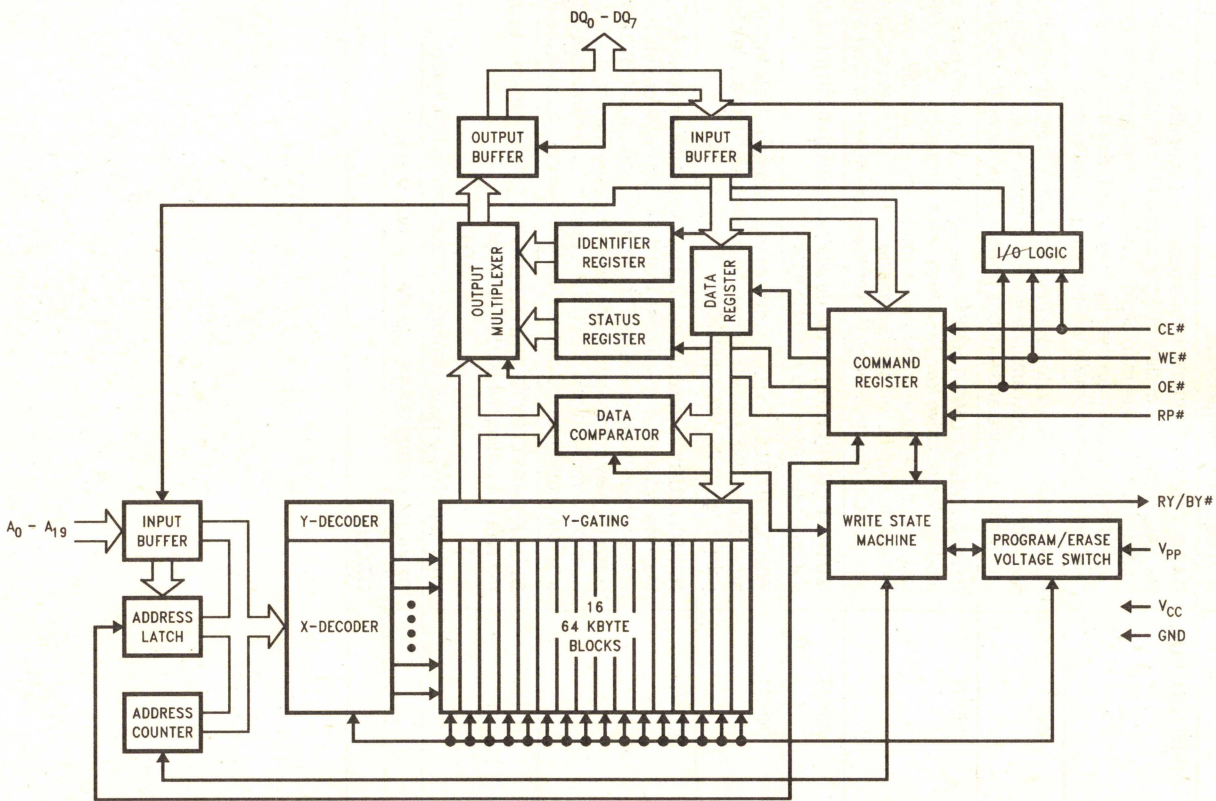 DQ0 - DQ7
OUTPUT
BUFFER
INPUT
BUFFER
OUTPUT
MULTIPLEXER
IDENTIFIER
REGISTER
DATA
REGISTER
I/O LOGIC
STATUS
REGISTER
COMMAND
REGISTER
CE#
WE#
OE#
RP#
DATA
COMPARATOR
A0 - A19
INPUT
BUFFER
Y-DECODER
Y-GATING
WRITE STATE
MACHINE
RY/BY#
PROGRAM/ERASE
VOLTAGE SWITCH
VPP
ADDRESS
LATCH
X-DECODER
16
64 KBYTE
BLOCKS
VCC
GND
ADDRESS
COUNTER